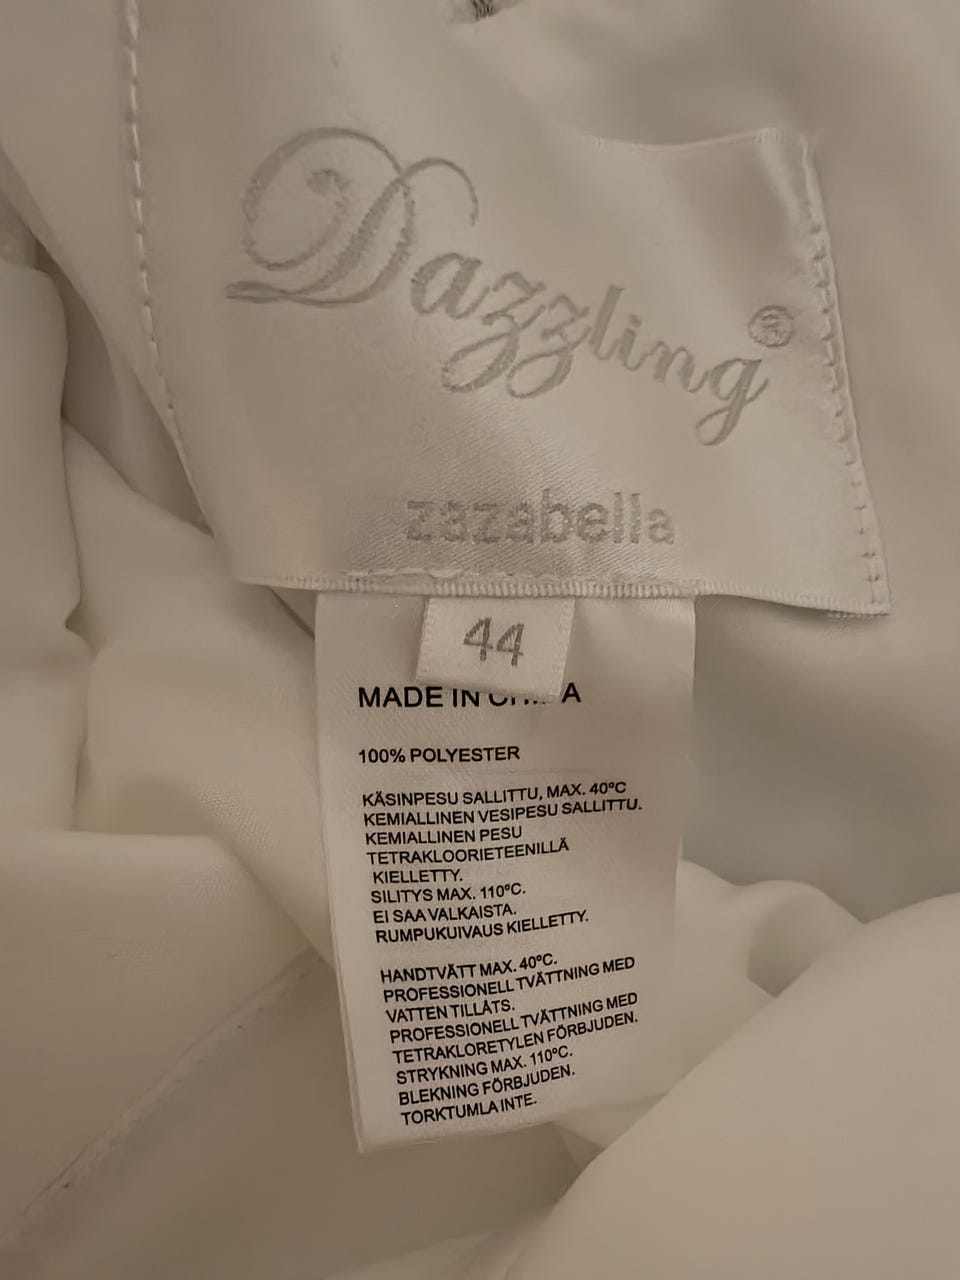 Dazzling®
zazabella
44
MADE IN A
100% POLYESTER
KÄSINPESU SALLITTU, MAX. 40ºC
KEMIALLINEN VESIPESU SALLITTU.
KEMIALLINEN PESU
TETRAKLOORIETEENILLÄ
KIELLETTY.
SILITYS MAX. 110ºC.
EI SAA VALKAISTA.
RUMPUKUIVAUS KIELLETTY.
HANDTVÄTT MAX. 40ºC.
PROFESSIONELL TVÄTTNING MED
VATTEN TILLÅTS.
PROFESSIONELL TVÄTTNING MED
TETRAKLORETYLEN FÖRBJUDEN.
STRYKNING MAX. 110ºC.
BLEKNING FÖRBJUDEN.
TORKTUMLA INTE.